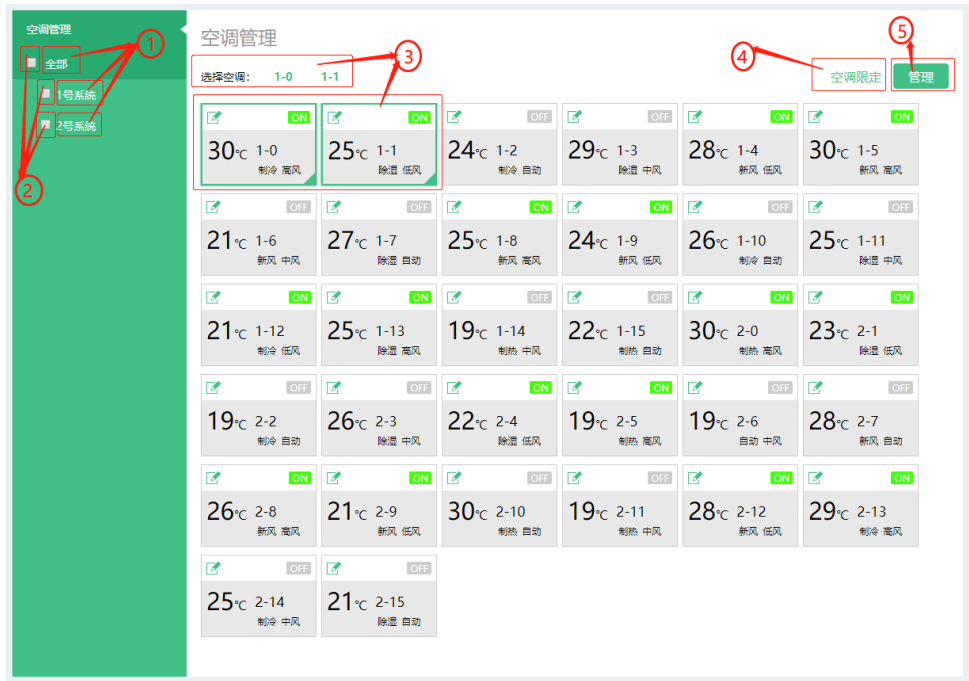 空调管理
①
全部
1号系统
2号系统
②
空调管理
③
④
⑤
选择空调: 1-0 1-1
空调限定
管理
ON ON OFF OFF ON ON
30℃ 1-0 25℃ 1-1 24℃ 1-2 29℃ 1-3 28℃ 1-4 30℃ 1-5
制冷 高风 除湿 低风 制冷 自动 除湿 中风 新风 低风 新风 高风
OFF OFF ON ON OFF OFF
21℃ 1-6 27℃ 1-7 25℃ 1-8 24℃ 1-9 26℃ 1-10 25℃ 1-11
新风 中风 除湿 自动 新风 高风 新风 低风 制冷 自动 除湿 中风
ON ON OFF OFF ON ON
21℃ 1-12 25℃ 1-13 19℃ 1-14 22℃ 1-15 30℃ 2-0 23℃ 2-1
制冷 低风 除湿 高风 制热 中风 制热 自动 制热 高风 除湿 低风
OFF OFF ON ON OFF OFF
19℃ 2-2 26℃ 2-3 22℃ 2-4 19℃ 2-5 19℃ 2-6 28℃ 2-7
制冷 自动 除湿 中风 除湿 低风 制热 高风 自动 中风 新风 自动
ON ON OFF OFF ON ON
26℃ 2-8 21℃ 2-9 30℃ 2-10 19℃ 2-11 28℃ 2-12 29℃ 2-13
新风 高风 新风 低风 制热 自动 制热 中风 新风 低风 制冷 高风
OFF OFF
25℃ 2-14 21℃ 2-15
制冷 中风 除湿 自动